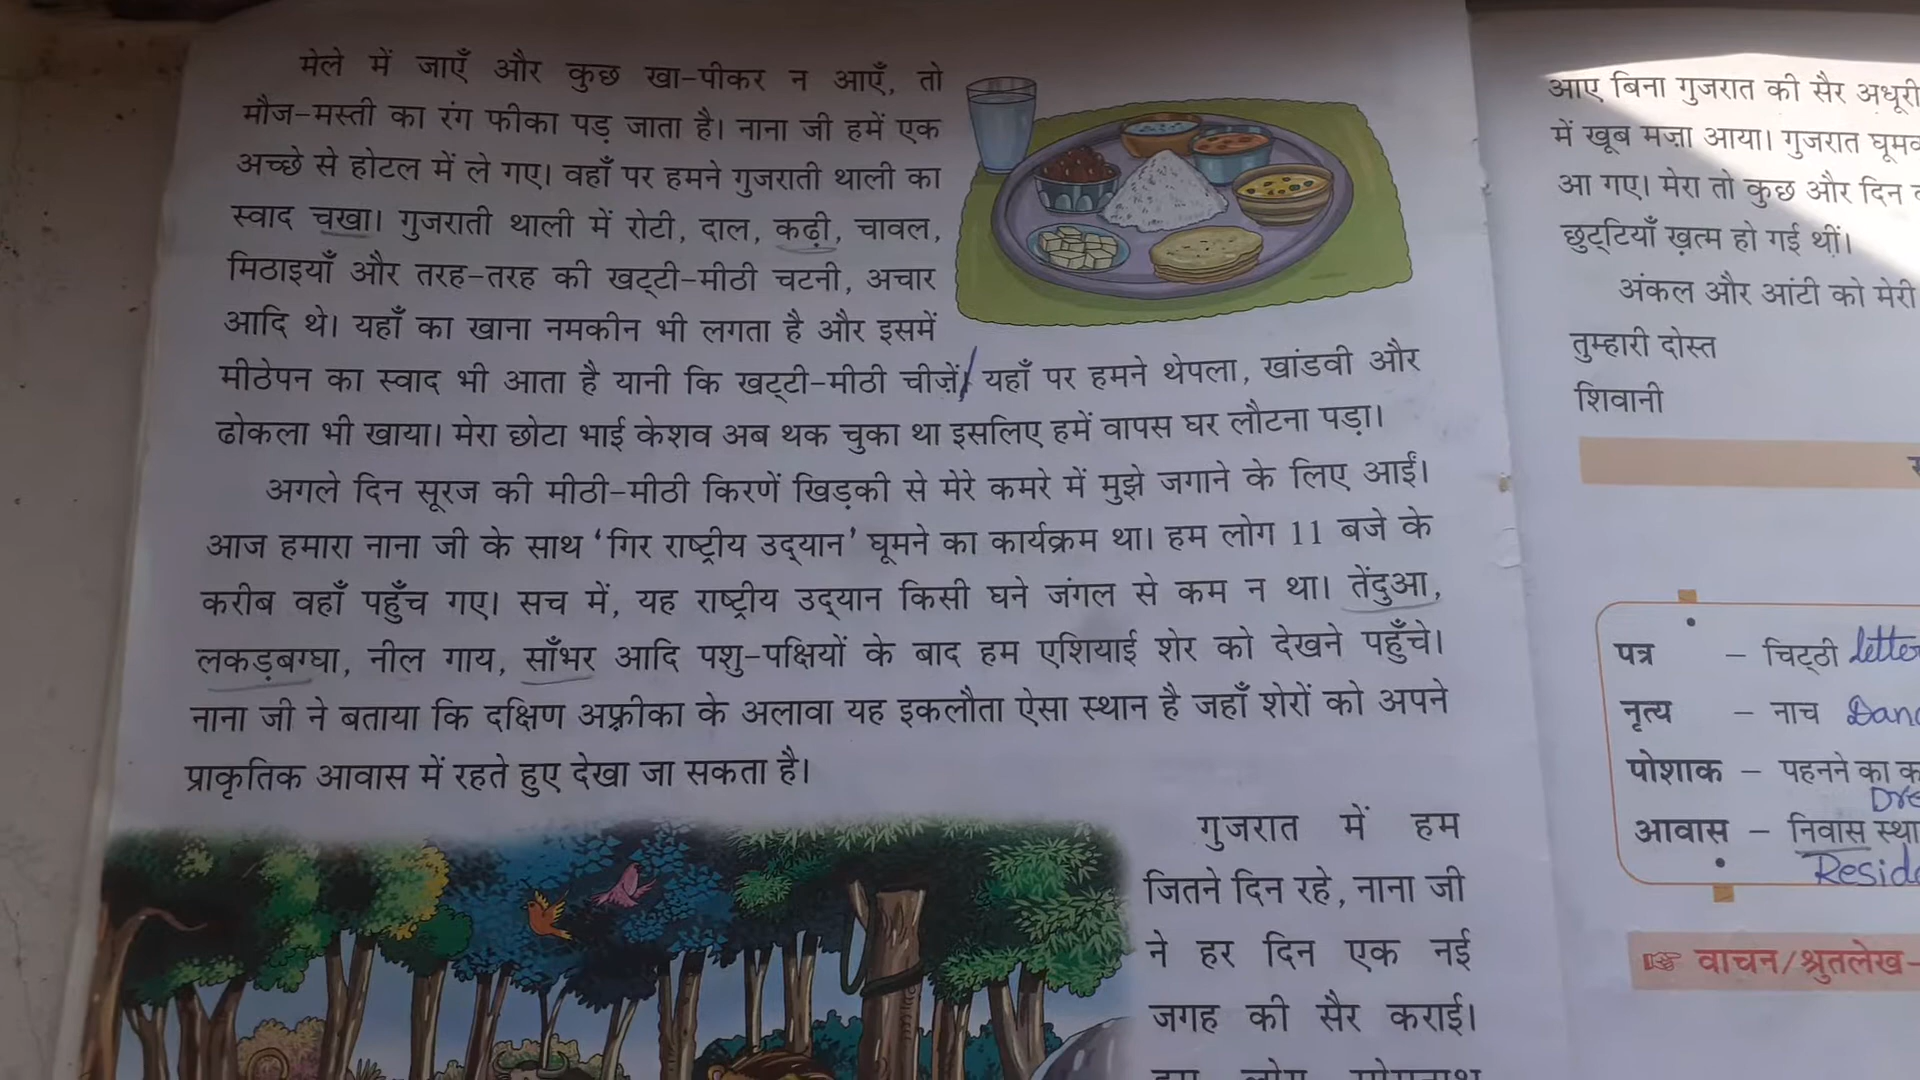 मेले में जाएँ और कुछ खा-पीकर न आएँ, तो
मौज-मस्ती का रंग फीका पड़ जाता है। नाना जी हमें एक
अच्छे से होटल में ले गए। वहाँ पर हमने गुजराती थाली का
स्वाद चखा। गुजराती थाली में रोटी, दाल, कढ़ी, चावल,
मिठाइयाँ और तरह-तरह की खट्टी-मीठी चटनी, अचार
आदि थे। यहाँ का खाना नमकीन भी लगता है और इसमें
मीठेपन का स्वाद भी आता है यानी कि खट्टी-मीठी चीज़ें। यहाँ पर हमने थेपला, खांडवी और
ढोकला भी खाया। मेरा छोटा भाई केशव अब थक चुका था इसलिए हमें वापस घर लौटना पड़ा।
अगले दिन सूरज की मीठी-मीठी किरणें खिड़की से मेरे कमरे में मुझे जगाने के लिए आईं।
आज हमारा नाना जी के साथ ‘गिर राष्ट्रीय उद्यान’ घूमने का कार्यक्रम था। हम लोग 11 बजे के
करीब वहाँ पहुँच गए। सच में, यह राष्ट्रीय उद्यान किसी घने जंगल से कम न था। तेंदुआ,
लकड़बग्घा, नील गाय, साँभर आदि पशु-पक्षियों के बाद हम एशियाई शेर को देखने पहुँचे।
नाना जी ने बताया कि दक्षिण अफ़्रीका के अलावा यह इकलौता ऐसा स्थान है जहाँ शेरों को अपने
प्राकृतिक आवास में रहते हुए देखा जा सकता है।
गुजरात में हम
जितने दिन रहे, नाना जी
ने हर दिन एक नई
जगह की सैर कराई।
आए बिना गुजरात की सैर अधूरी
में खूब मज़ा आया। गुजरात
आ गए। मेरा तो कुछ और दिन
छुट्टियाँ ख़त्म हो गई थीं।
अंकल और आंटी को मेरी
तुम्हारी दोस्त
शिवानी
पत्र – चिट्ठी
नृत्य – नाच
पोशाक – पहनने का
आवास – निवास
वाचन/श्रुतलेख-